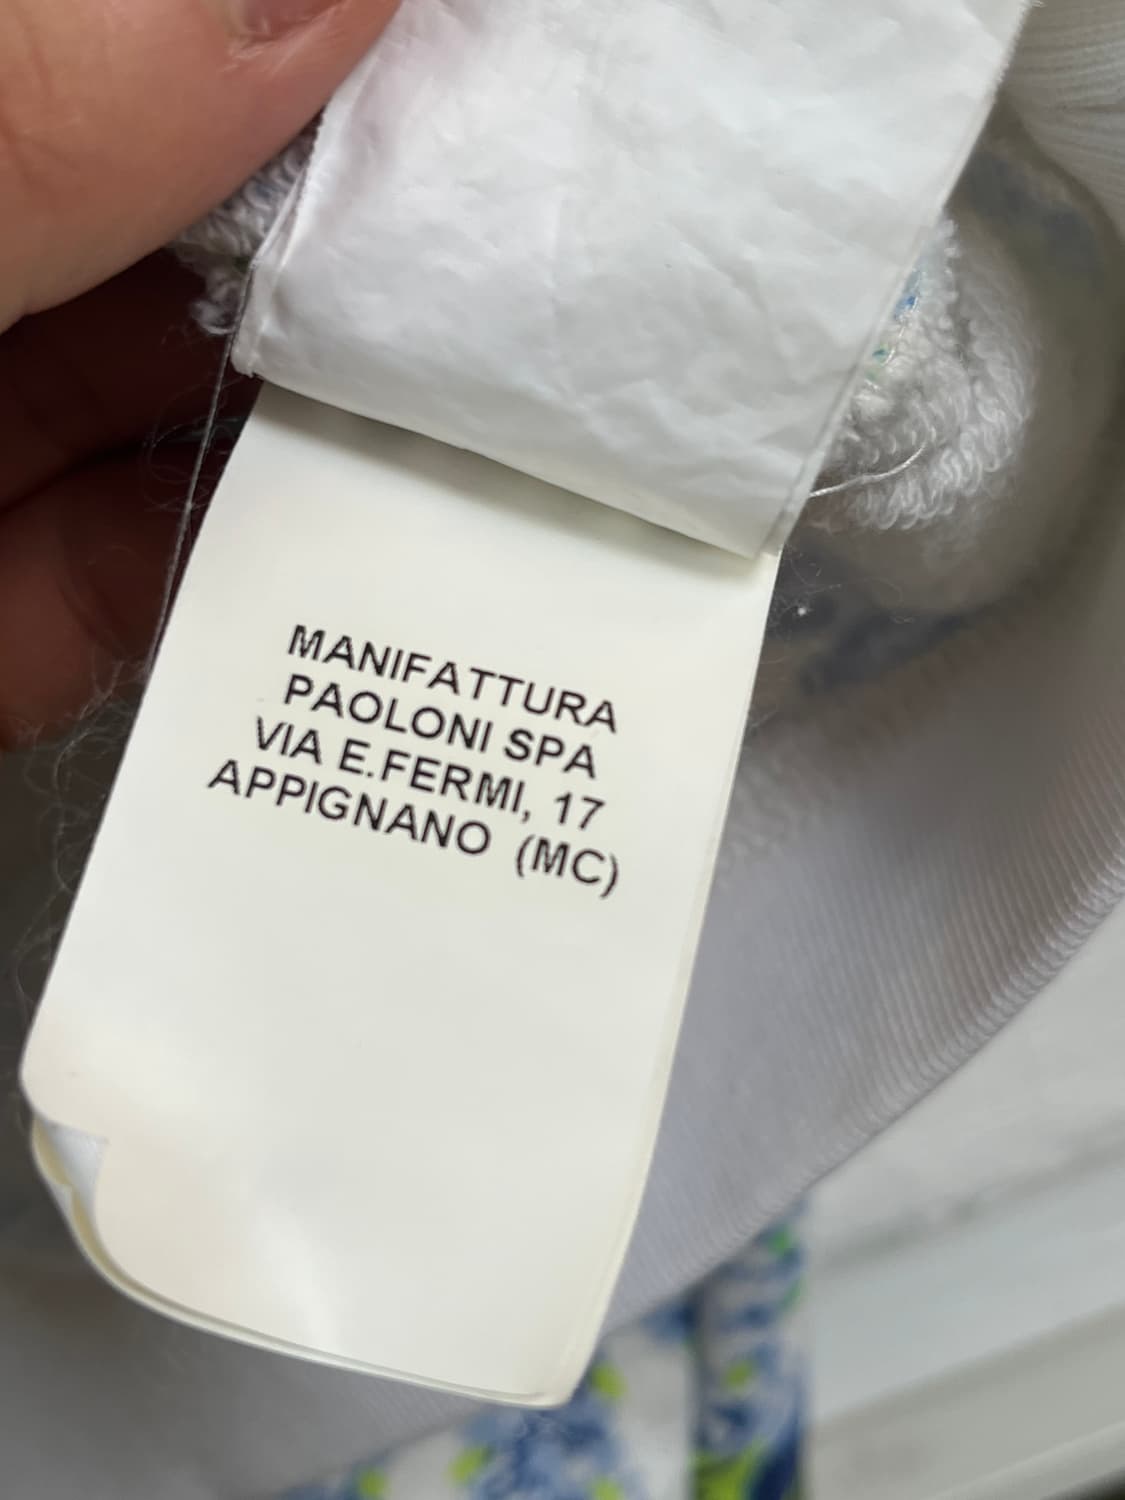 MANIFATTURA
PAOLONI SPA
VIA E.FERMI, 17
APPIGNANO (MC)